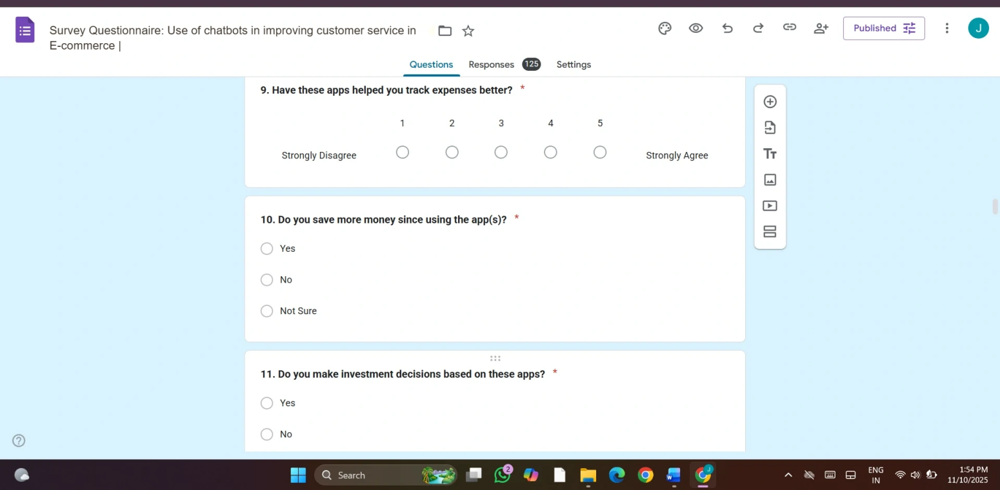 Survey Questionnaire: Use of chatbots in improving customer service in
E-commerce |
Published
J
Questions Responses 125 Settings
9. Have these apps helped you track expenses better? *
1 2 3 4 5
Strongly Disagree Strongly Agree
10. Do you save more money since using the app(s)? *
Yes
No
Not Sure
11. Do you make investment decisions based on these apps? *
Yes
No
Search
2
J
ENG
IN
1:54 PM
11/10/2025